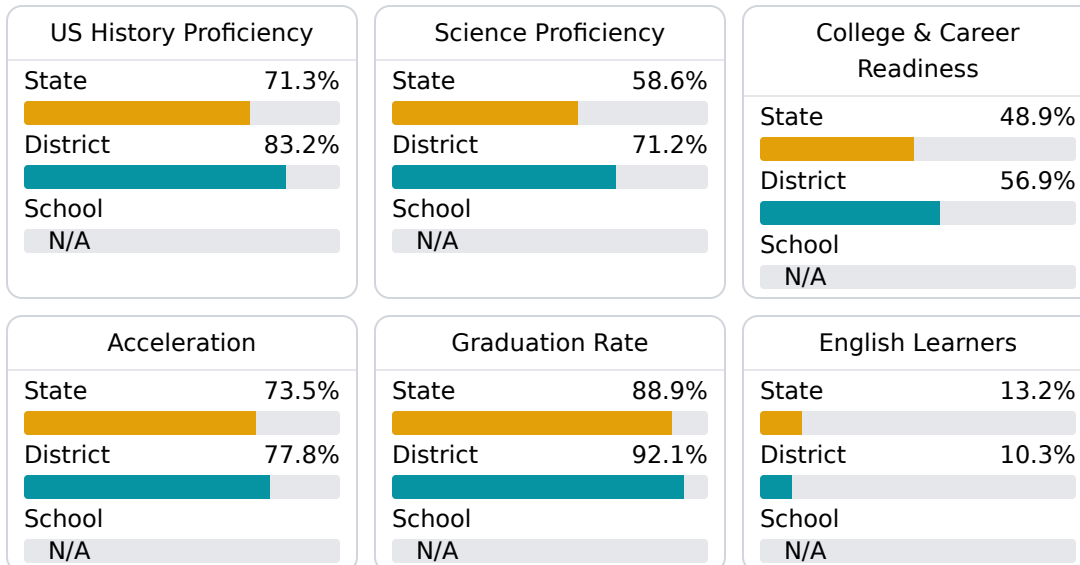 US History Proficiency
State 71.3%
District 83.2%
School
N/A
Science Proficiency
State 58.6%
District 71.2%
School
N/A
College & Career
Readiness
State 48.9%
District 56.9%
School
N/A
Acceleration
State 73.5%
District 77.8%
School
N/A
Graduation Rate
State 88.9%
District 92.1%
School
N/A
English Learners
State 13.2%
District 10.3%
School
N/A